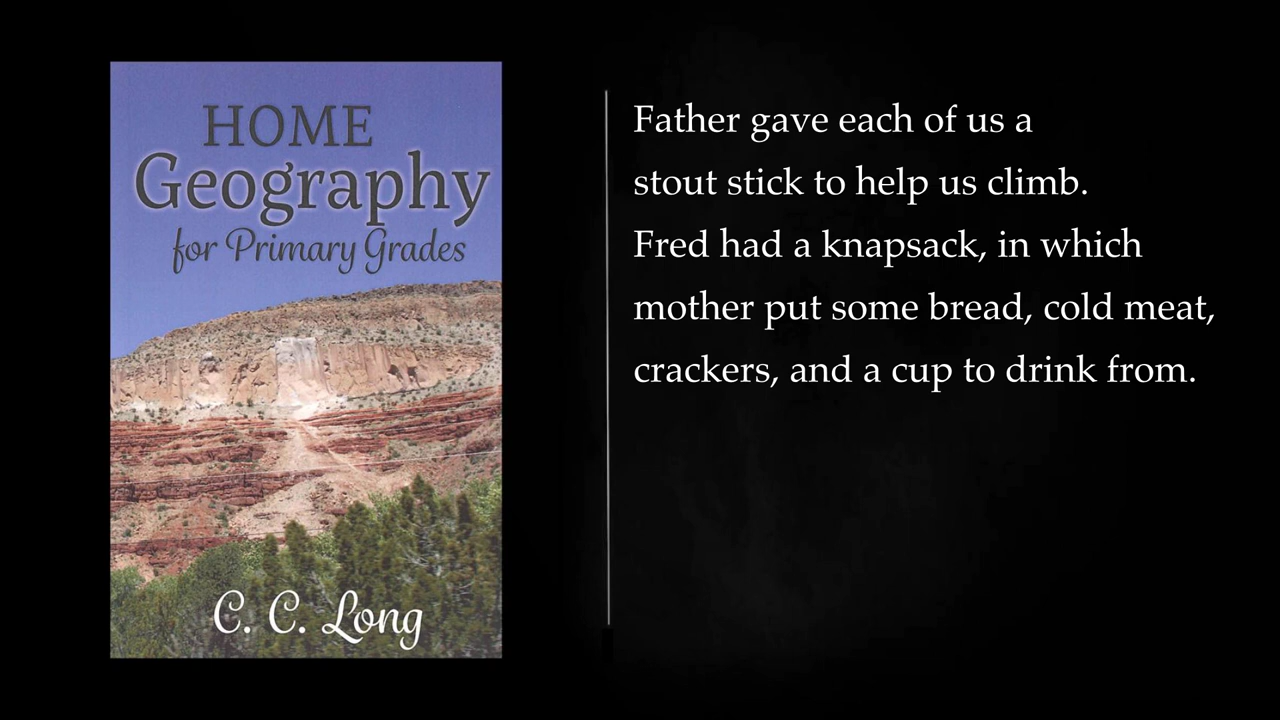 HOME
Geography
for Primary Grades
C. C. Long
Father gave each of us a
stout stick to help us climb.
Fred had a knapsack, in which
mother put some bread, cold meat,
crackers, and a cup to drink from.